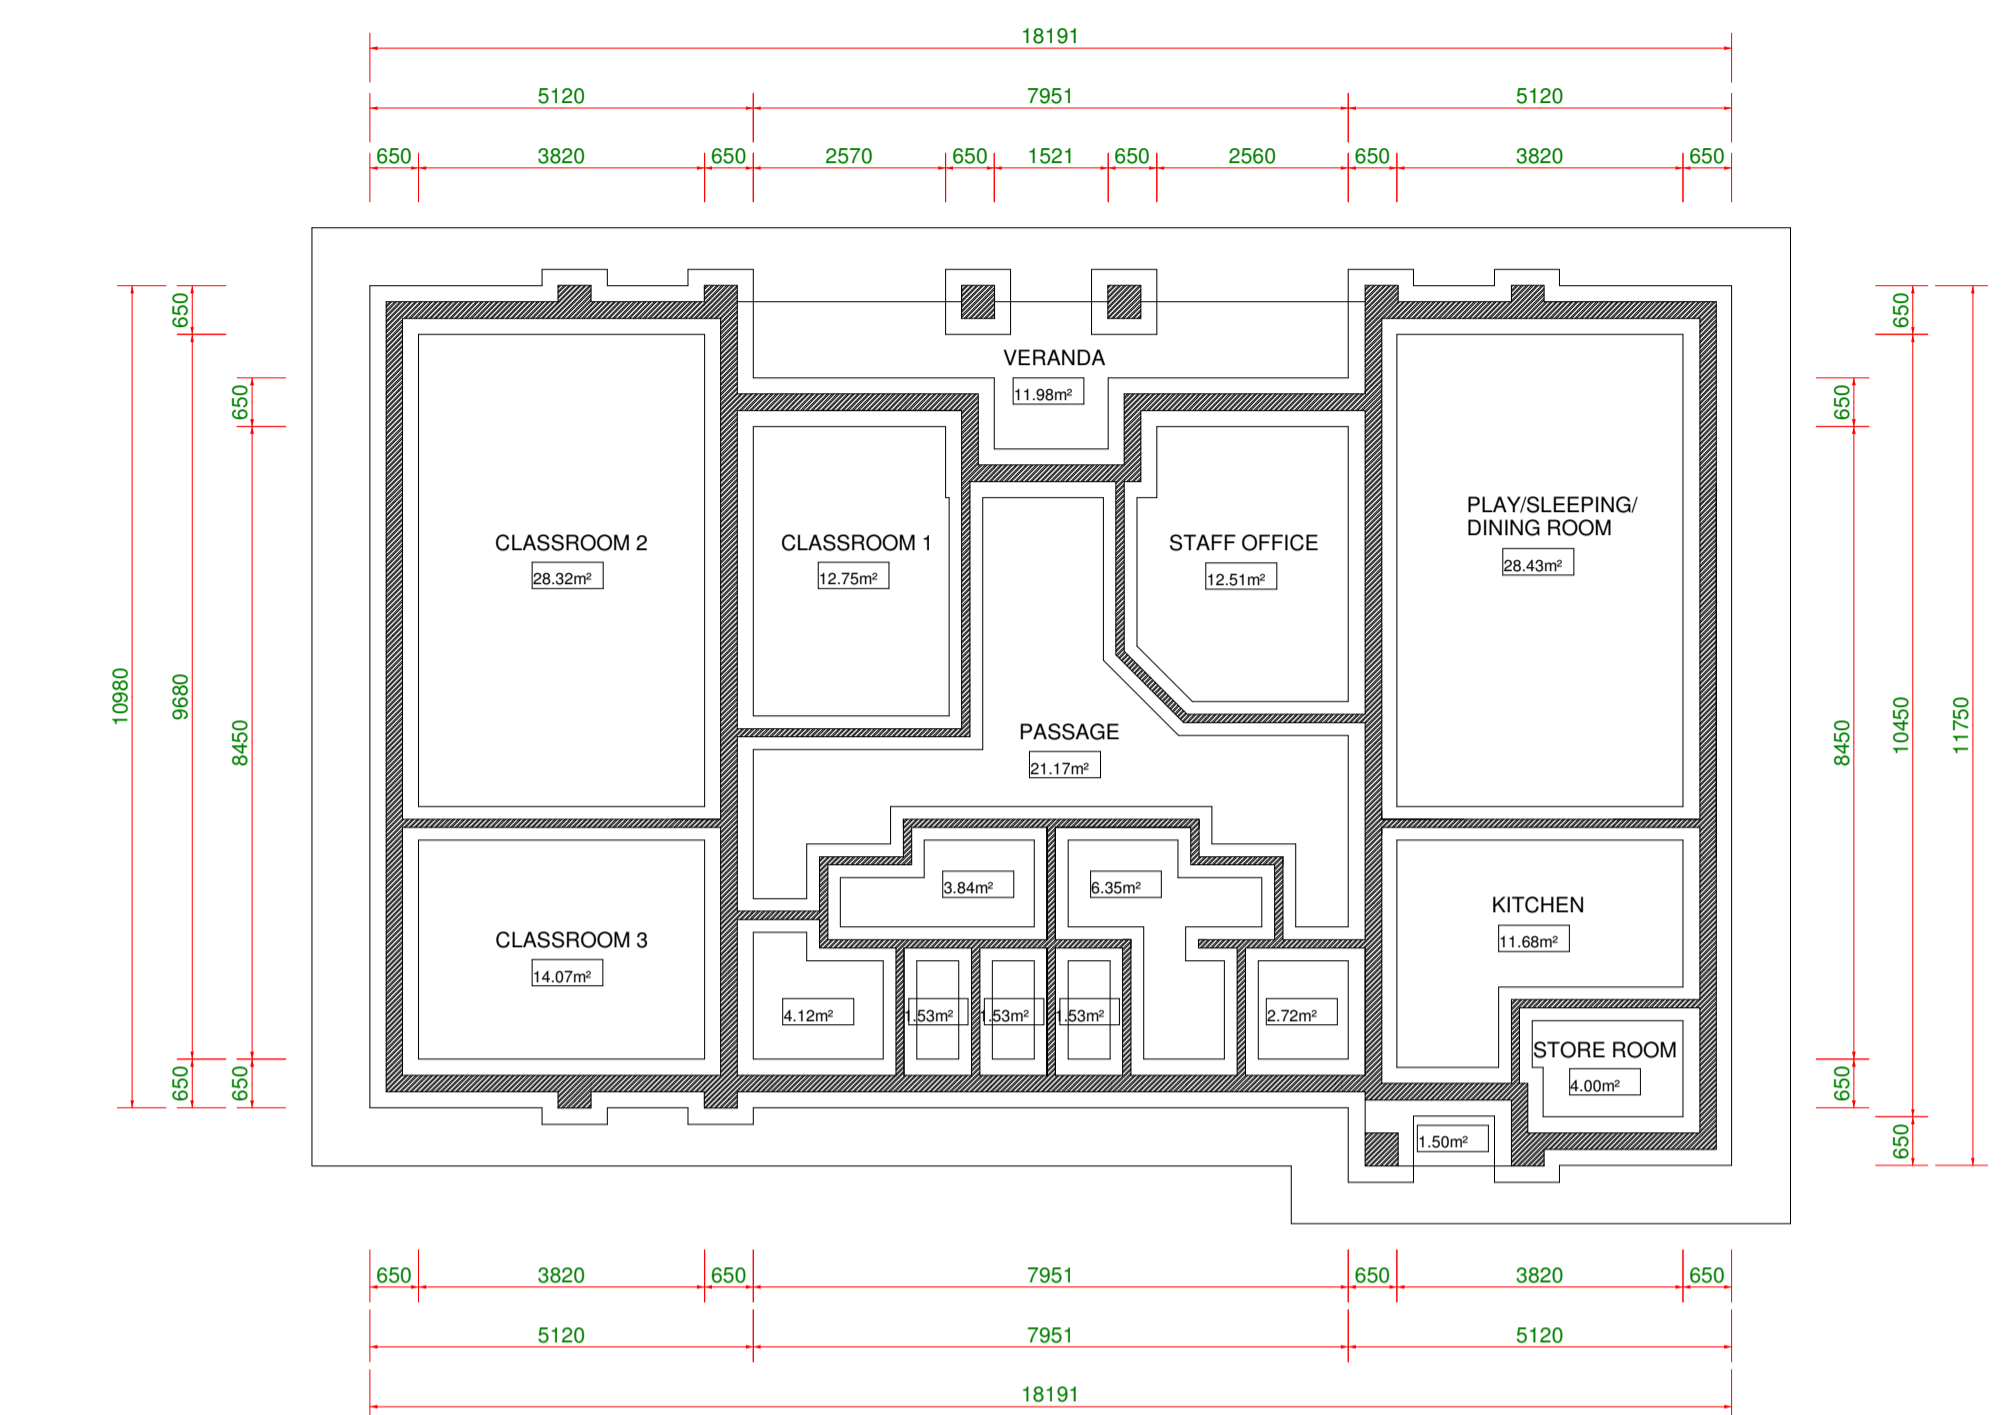 18191
5120 7951 5120
650 3820 650 2570 650 1521 650 2560 650 3820 650
650
650
650
650
10980
9680
8450
8450
10450
11750
650
650
650
650
VERANDA
11.98m²
CLASSROOM 2
28.32m²
CLASSROOM 1
12.75m²
STAFF OFFICE
12.51m²
PLAY/SLEEPING/
DINING ROOM
28.43m²
PASSAGE
21.17m²
3.84m²
6.35m²
KITCHEN
11.68m²
CLASSROOM 3
14.07m²
4.12m²
1.53m²
1.53m²
1.53m²
2.72m²
STORE ROOM
4.00m²
1.50m²
650 3820 650 7951 650 3820 650
5120 7951 5120
18191